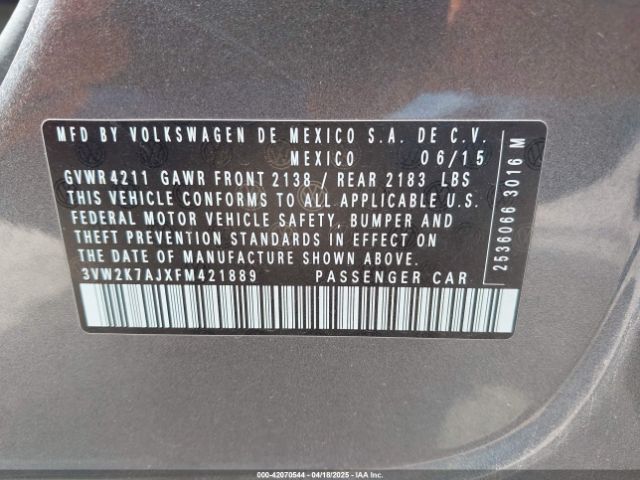 MFD BY VOLKSWAGEN DE MEXICO S.A. DE C.V.
MEXICO 06/15
GVWR4211 GAWR FRONT 2138 / REAR 2183 LBS
THIS VEHICLE CONFORMS TO ALL APPLICABLE U.S.
FEDERAL MOTOR VEHICLE SAFETY, BUMPER AND
THEFT PREVENTION STANDARDS IN EFFECT ON
THE DATE OF MANUFACTURE SHOWN ABOVE.
3VW2K7AJXFM421889 PASSENGER CAR
2536066 3016 M
000-42070544 - 04/18/2025 - IAA Inc.